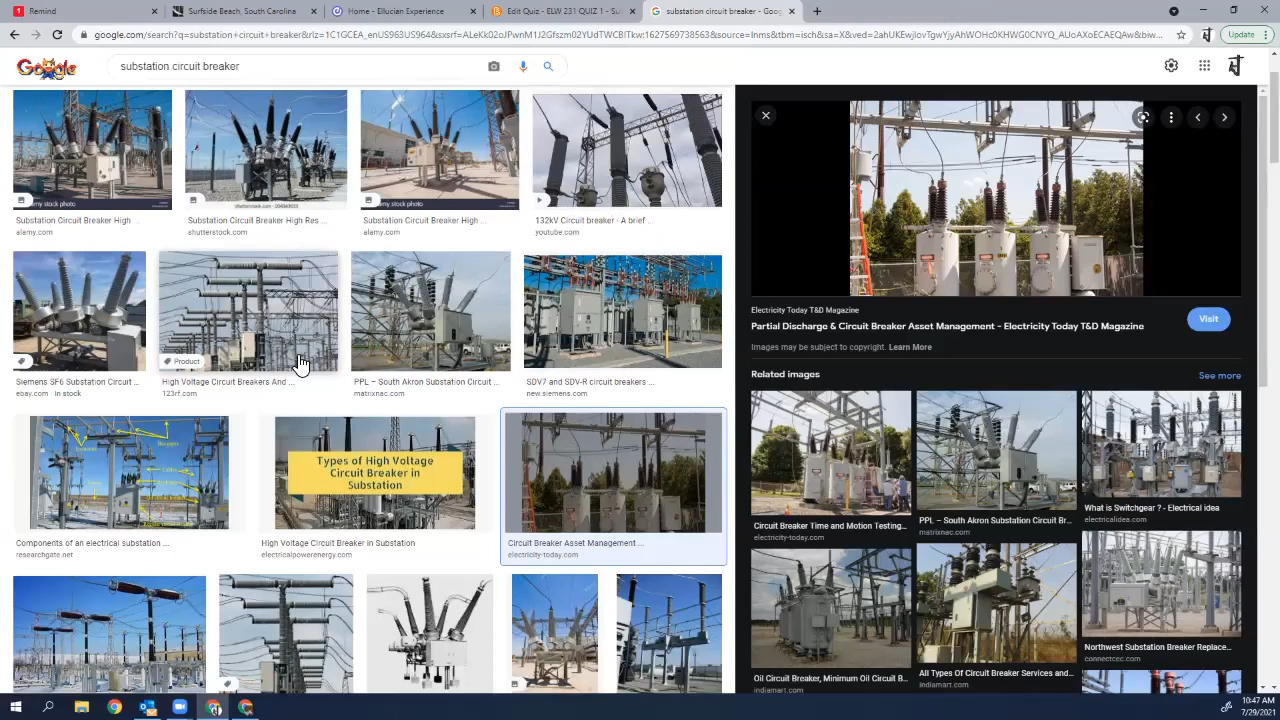 Remind
Surfside Beach, South Carolina
Home - Ellucian Experience
Edit Quiz - ELW 231 QUIZ 1 - Su
substation circuit breaker - Goo
Update
Google
substation circuit breaker
alamy stock photo
shutterstock.com
alamy stock photo
Substation Circuit Breaker High ...
alamy.com
Substation Circuit Breaker High Res ...
shutterstock.com
Substation Circuit Breaker High ...
alamy.com
132kV Circuit breaker - A brief ...
youtube.com
Product
Siemens SF6 Substation Circuit ...
ebay.com · In stock
High Voltage Circuit Breakers And ...
123rf.com
PPL – South Akron Substation Circuit ...
matrixnac.com
SDV7 and SDV-R circuit breakers ...
new.siemens.com
Types of High Voltage
Circuit Breaker in
Substation
Components of an electrical substation ...
researchgate.net
High Voltage Circuit Breaker in Substation
electricalpowerenergy.com
Circuit Breaker Asset Management ...
electricity-today.com
Electricity Today T&D Magazine
Partial Discharge & Circuit Breaker Asset Management - Electricity Today T&D Magazine
Visit
Images may be subject to copyright. Learn More
Related images
See more
Circuit Breaker Time and Motion Testing...
electricity-today.com
PPL – South Akron Substation Circuit Br...
matrixnac.com
What is Switchgear ? - Electrical idea
electricalidea.com
Oil Circuit Breaker, Minimum Oil Circuit B...
indiamart.com
All Types Of Circuit Breaker Services and...
indiamart.com
Northwest Substation Breaker Replace...
connectcec.com
10:47 AM
7/29/2021